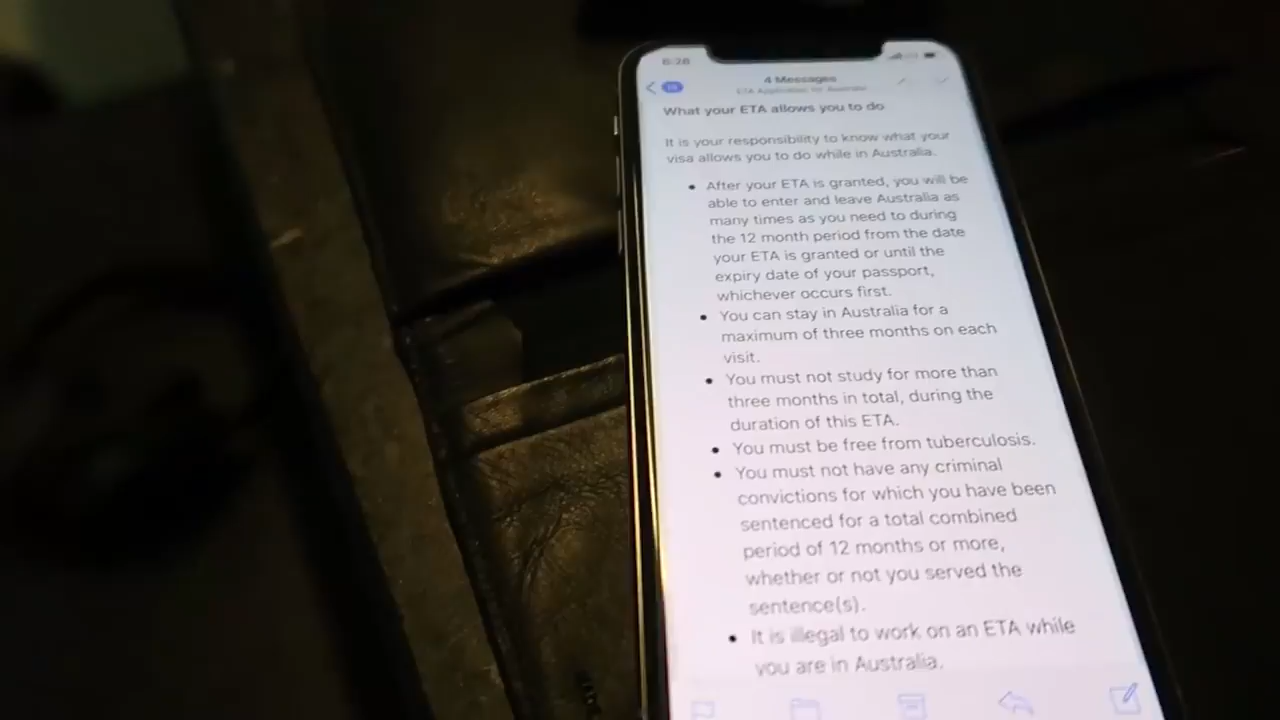 6:26
4 Messages
ETA Application for Australia
What your ETA allows you to do
It is your responsibility to know what your
visa allows you to do while in Australia.
• After your ETA is granted, you will be
able to enter and leave Australia as
many times as you need to during
the 12 month period from the date
your ETA is granted or until the
expiry date of your passport,
whichever occurs first.
• You can stay in Australia for a
maximum of three months on each
visit.
• You must not study for more than
three months in total, during the
duration of this ETA.
• You must be free from tuberculosis.
• You must not have any criminal
convictions for which you have been
sentenced for a total combined
period of 12 months or more,
whether or not you served the
sentence(s).
• It is illegal to work on an ETA while
you are in Australia.